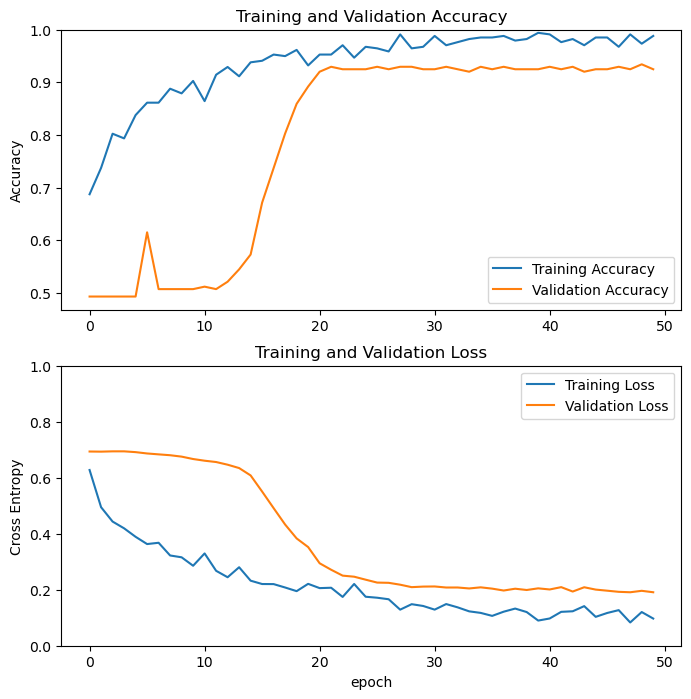 Training and Validation Accuracy
1.0
0.9
0.8
0.7
0.6
0.5
Accuracy
Training Accuracy
Validation Accuracy
0 10 20 30 40 50
Training and Validation Loss
1.0
0.8
0.6
0.4
0.2
0.0
Cross Entropy
Training Loss
Validation Loss
0 10 20 30 40 50
epoch